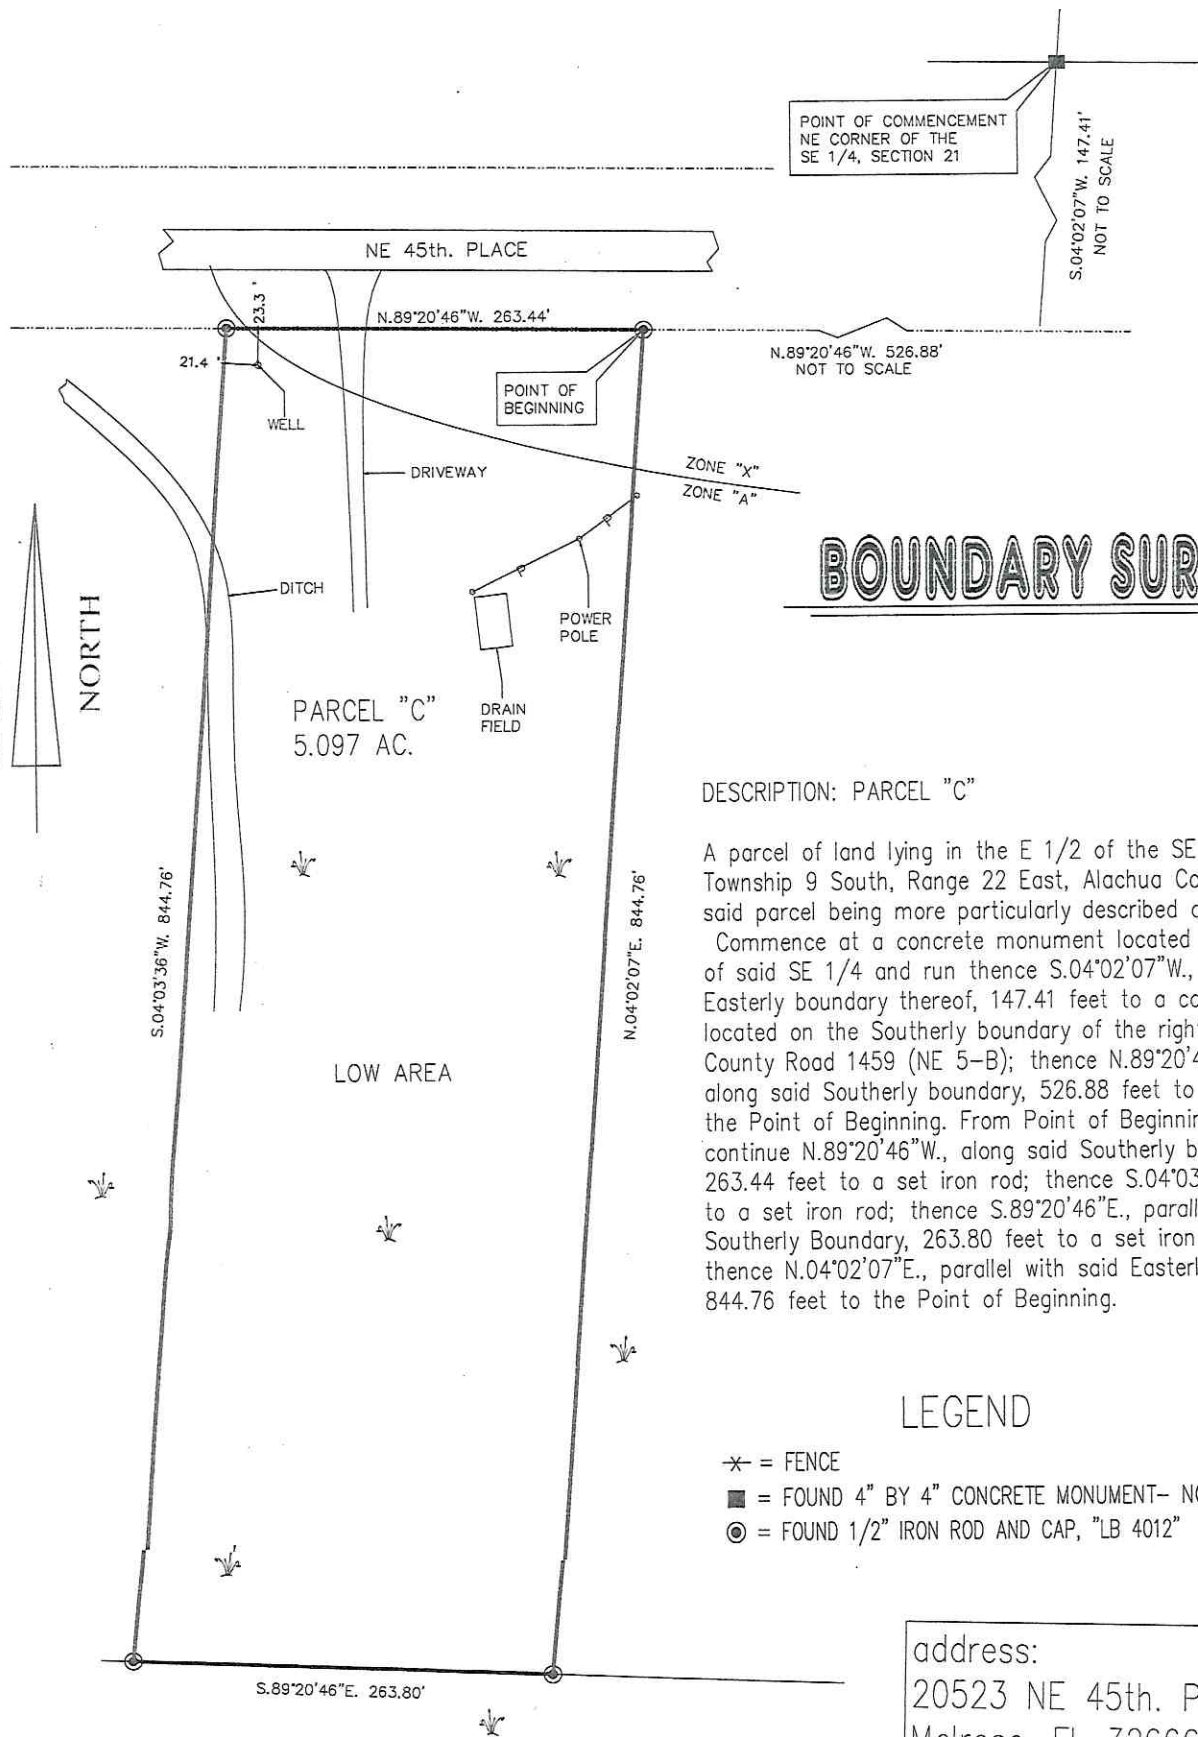 POINT OF COMMENCEMENT
NE CORNER OF THE
SE 1/4, SECTION 21
S.04°02'07"W. 147.41'
NOT TO SCALE
NE 45th. PLACE
23.3 '
N.89°20'46"W. 263.44'
N.89°20'46"W. 526.88'
NOT TO SCALE
21.4 '
POINT OF
BEGINNING
WELL
DRIVEWAY
ZONE "X"
ZONE "A"
BOUNDARY SUR
DITCH
NORTH
POWER
POLE
P
P
DRAIN
FIELD
PARCEL "C"
5.097 AC.
S.04°03'36"W. 844.76'
N.04°02'07"E. 844.76'
LOW AREA
DESCRIPTION: PARCEL "C"
A parcel of land lying in the E 1/2 of the SE
Township 9 South, Range 22 East, Alachua Co
said parcel being more particularly described
Commence at a concrete monument located
of said SE 1/4 and run thence S.04°02'07"W.,
Easterly boundary thereof, 147.41 feet to a co
located on the Southerly boundary of the righ
County Road 1459 (NE 5-B); thence N.89°20'4
along said Southerly boundary, 526.88 feet to
the Point of Beginning. From Point of Beginnin
continue N.89°20'46"W., along said Southerly b
263.44 feet to a set iron rod; thence S.04°03
to a set iron rod; thence S.89°20'46"E., parall
Southerly Boundary, 263.80 feet to a set iron
thence N.04°02'07"E., parallel with said Easterl
844.76 feet to the Point of Beginning.
LEGEND
-x- = FENCE
■ = FOUND 4" BY 4" CONCRETE MONUMENT- NO
= FOUND 1/2" IRON ROD AND CAP, "LB 4012"
S.89°20'46"E. 263.80'
address:
20523 NE 45th. P
Melrose, FL 32666